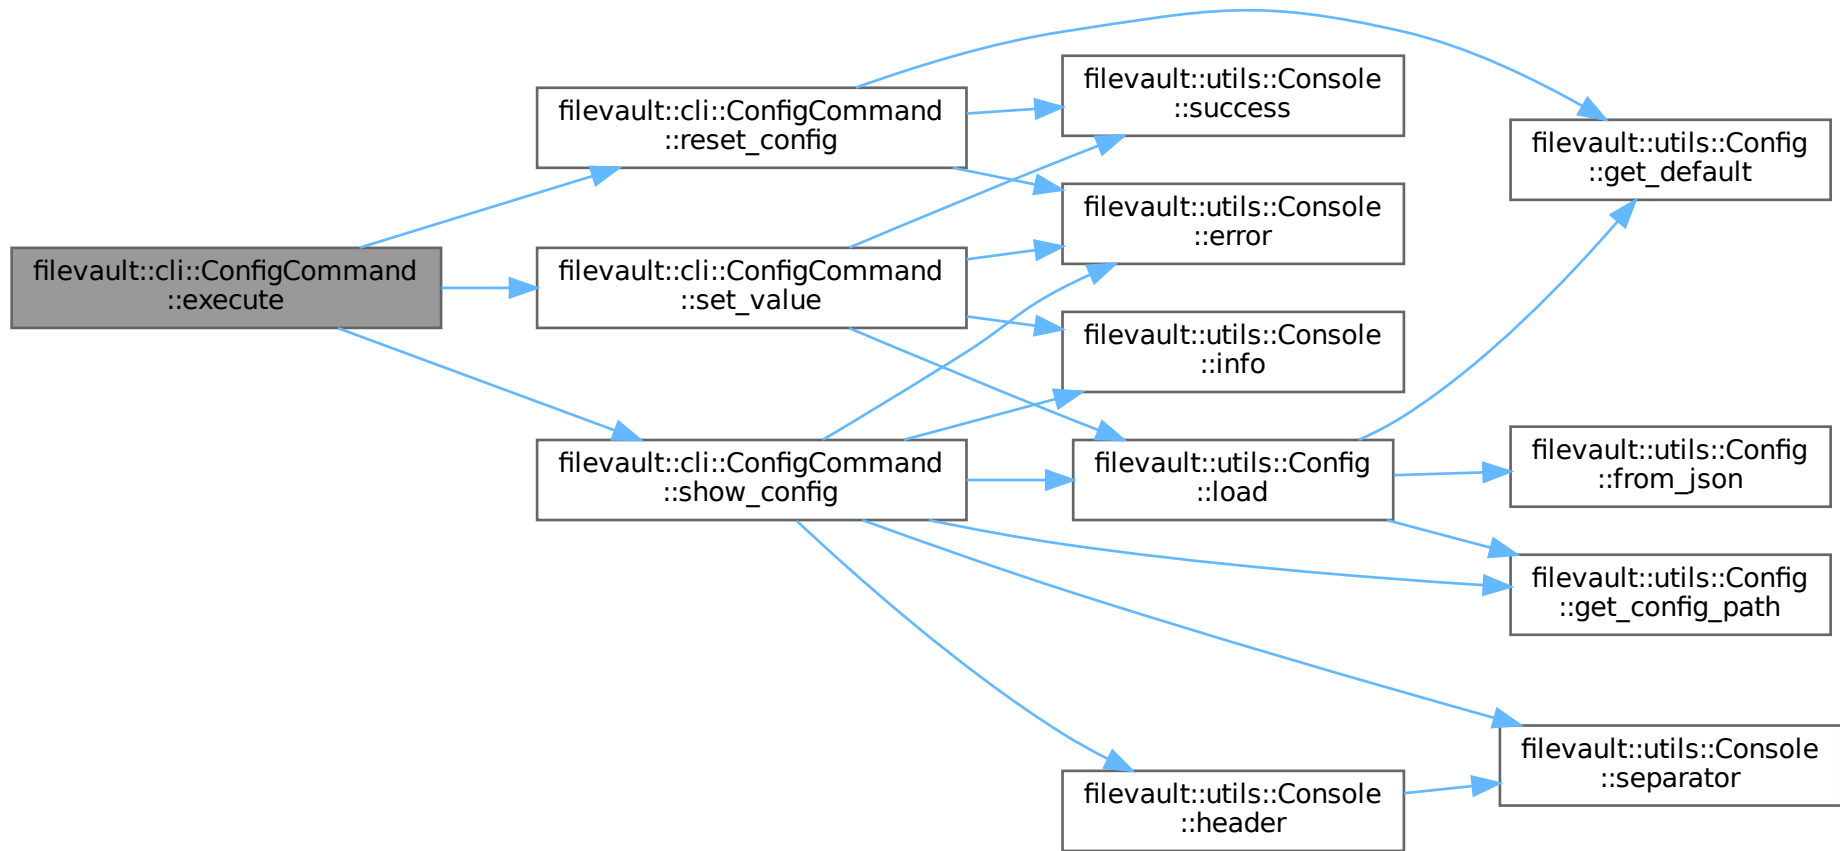 filevault::cli::ConfigCommand
::execute
filevault::cli::ConfigCommand
::reset_config
filevault::cli::ConfigCommand
::set_value
filevault::cli::ConfigCommand
::show_config
filevault::utils::Console
::success
filevault::utils::Console
::error
filevault::utils::Console
::info
filevault::utils::Config
::load
filevault::utils::Console
::header
filevault::utils::Config
::get_default
filevault::utils::Config
::from_json
filevault::utils::Config
::get_config_path
filevault::utils::Console
::separator